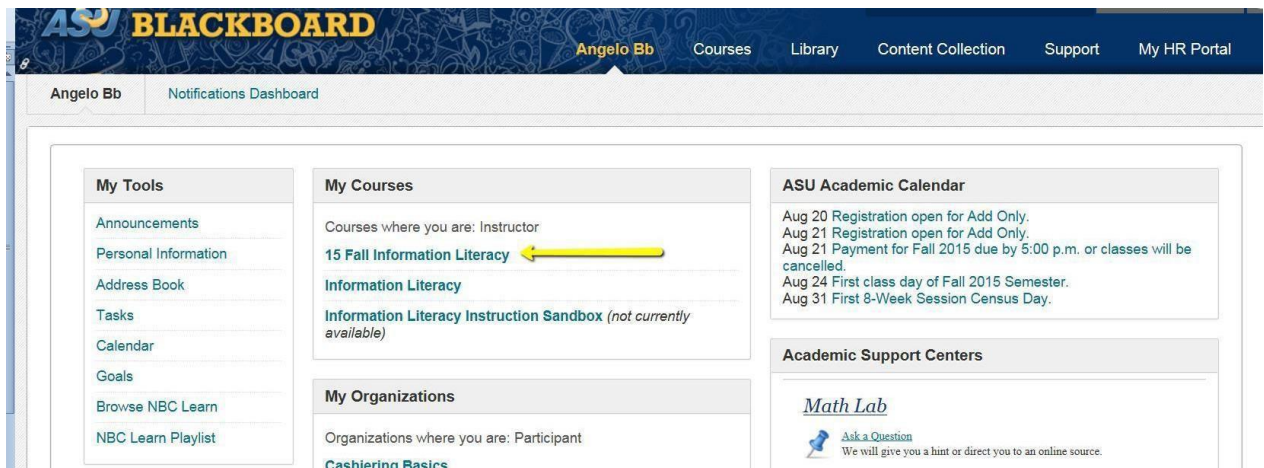 ASU BLACKBOARD
Angelo Bb Courses Library Content Collection Support My HR Portal
Angelo Bb Notifications Dashboard
My Tools
Announcements
Personal Information
Address Book
Tasks
Calendar
Goals
Browse NBC Learn
NBC Learn Playlist
My Courses
Courses where you are: Instructor
15 Fall Information Literacy
Information Literacy
Information Literacy Instruction Sandbox (not currently
available)
My Organizations
Organizations where you are: Participant
Cashiering Basics
ASU Academic Calendar
Aug 20 Registration open for Add Only.
Aug 21 Registration open for Add Only.
Aug 21 Payment for Fall 2015 due by 5:00 p.m. or classes will be
cancelled.
Aug 24 First class day of Fall 2015 Semester.
Aug 31 First 8-Week Session Census Day.
Academic Support Centers
Math Lab
Ask a Question
We will give you a hint or direct you to an online source.